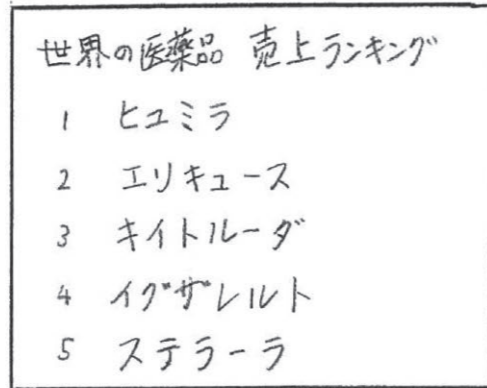 世界の医薬品 売上ランキング
1 ヒュミラ
2 エリキュース
3 キイトルーダ
4 イグザレルト
5 ステラーラ